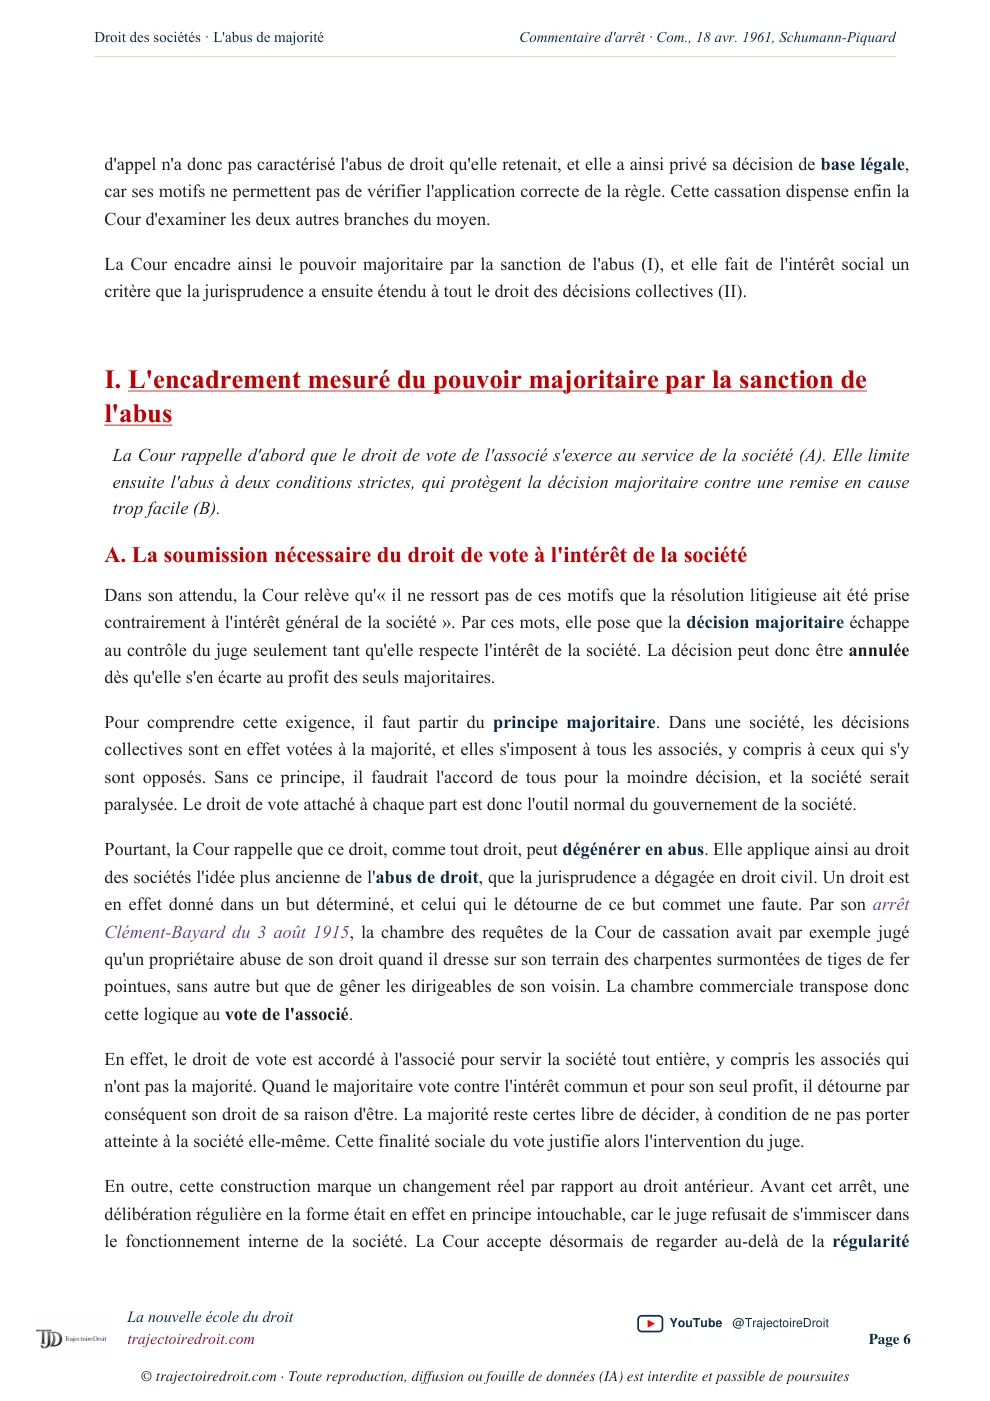 Droit des sociétés · L'abus de majorité
Commentaire d'arrêt · Com., 18 avr. 1961, Schumann-Piquard
d'appel n'a donc pas caractérisé l'abus de droit qu'elle retenait, et elle a ainsi privé sa décision de base légale,
car ses motifs ne permettent pas de vérifier l'application correcte de la règle. Cette cassation dispense enfin la
Cour d'examiner les deux autres branches du moyen.
La Cour encadre ainsi le pouvoir majoritaire par la sanction de l'abus (I), et elle fait de l'intérêt social un
critère que la jurisprudence a ensuite étendu à tout le droit des décisions collectives (II).
I. L'encadrement mesuré du pouvoir majoritaire par la sanction de
l'abus
La Cour rappelle d'abord que le droit de vote de l'associé s'exerce au service de la société (A). Elle limite
ensuite l'abus à deux conditions strictes, qui protègent la décision majoritaire contre une remise en cause
trop facile (B).
A. La soumission nécessaire du droit de vote à l'intérêt de la société
Dans son attendu, la Cour relève qu'« il ne ressort pas de ces motifs que la résolution litigieuse ait été prise
contrairement à l'intérêt général de la société ». Par ces mots, elle pose que la décision majoritaire échappe
au contrôle du juge seulement tant qu'elle respecte l'intérêt de la société. La décision peut donc être annulée
dès qu'elle s'en écarte au profit des seuls majoritaires.
Pour comprendre cette exigence, il faut partir du principe majoritaire. Dans une société, les décisions
collectives sont en effet votées à la majorité, et elles s'imposent à tous les associés, y compris à ceux qui s'y
sont opposés. Sans ce principe, il faudrait l'accord de tous pour la moindre décision, et la société serait
paralysée. Le droit de vote attaché à chaque part est donc l'outil normal du gouvernement de la société.
Pourtant, la Cour rappelle que ce droit, comme tout droit, peut dégénérer en abus. Elle applique ainsi au droit
des sociétés l'idée plus ancienne de l'abus de droit, que la jurisprudence a dégagée en droit civil. Un droit est
en effet donné dans un but déterminé, et celui qui le détourne de ce but commet une faute. Par son arrêt
Clément-Bayard du 3 août 1915, la chambre des requêtes de la Cour de cassation avait par exemple jugé
qu'un propriétaire abuse de son droit quand il dresse sur son terrain des charpentes surmontées de tiges de fer
pointues, sans autre but que de gêner les dirigeables de son voisin. La chambre commerciale transpose donc
cette logique au vote de l'associé.
En effet, le droit de vote est accordé à l'associé pour servir la société tout entière, y compris les associés qui
n'ont pas la majorité. Quand le majoritaire vote contre l'intérêt commun et pour son seul profit, il détourne par
conséquent son droit de sa raison d'être. La majorité reste certes libre de décider, à condition de ne pas porter
atteinte à la société elle-même. Cette finalité sociale du vote justifie alors l'intervention du juge.
En outre, cette construction marque un changement réel par rapport au droit antérieur. Avant cet arrêt, une
délibération régulière en la forme était en effet en principe intouchable, car le juge refusait de s'immiscer dans
le fonctionnement interne de la société. La Cour accepte désormais de regarder au-delà de la régularité
TJD TrajectoireDroit
La nouvelle école du droit
trajectoiredroit.com
YouTube @TrajectoireDroit
Page 6
© trajectoiredroit.com · Toute reproduction, diffusion ou fouille de données (IA) est interdite et passible de poursuites